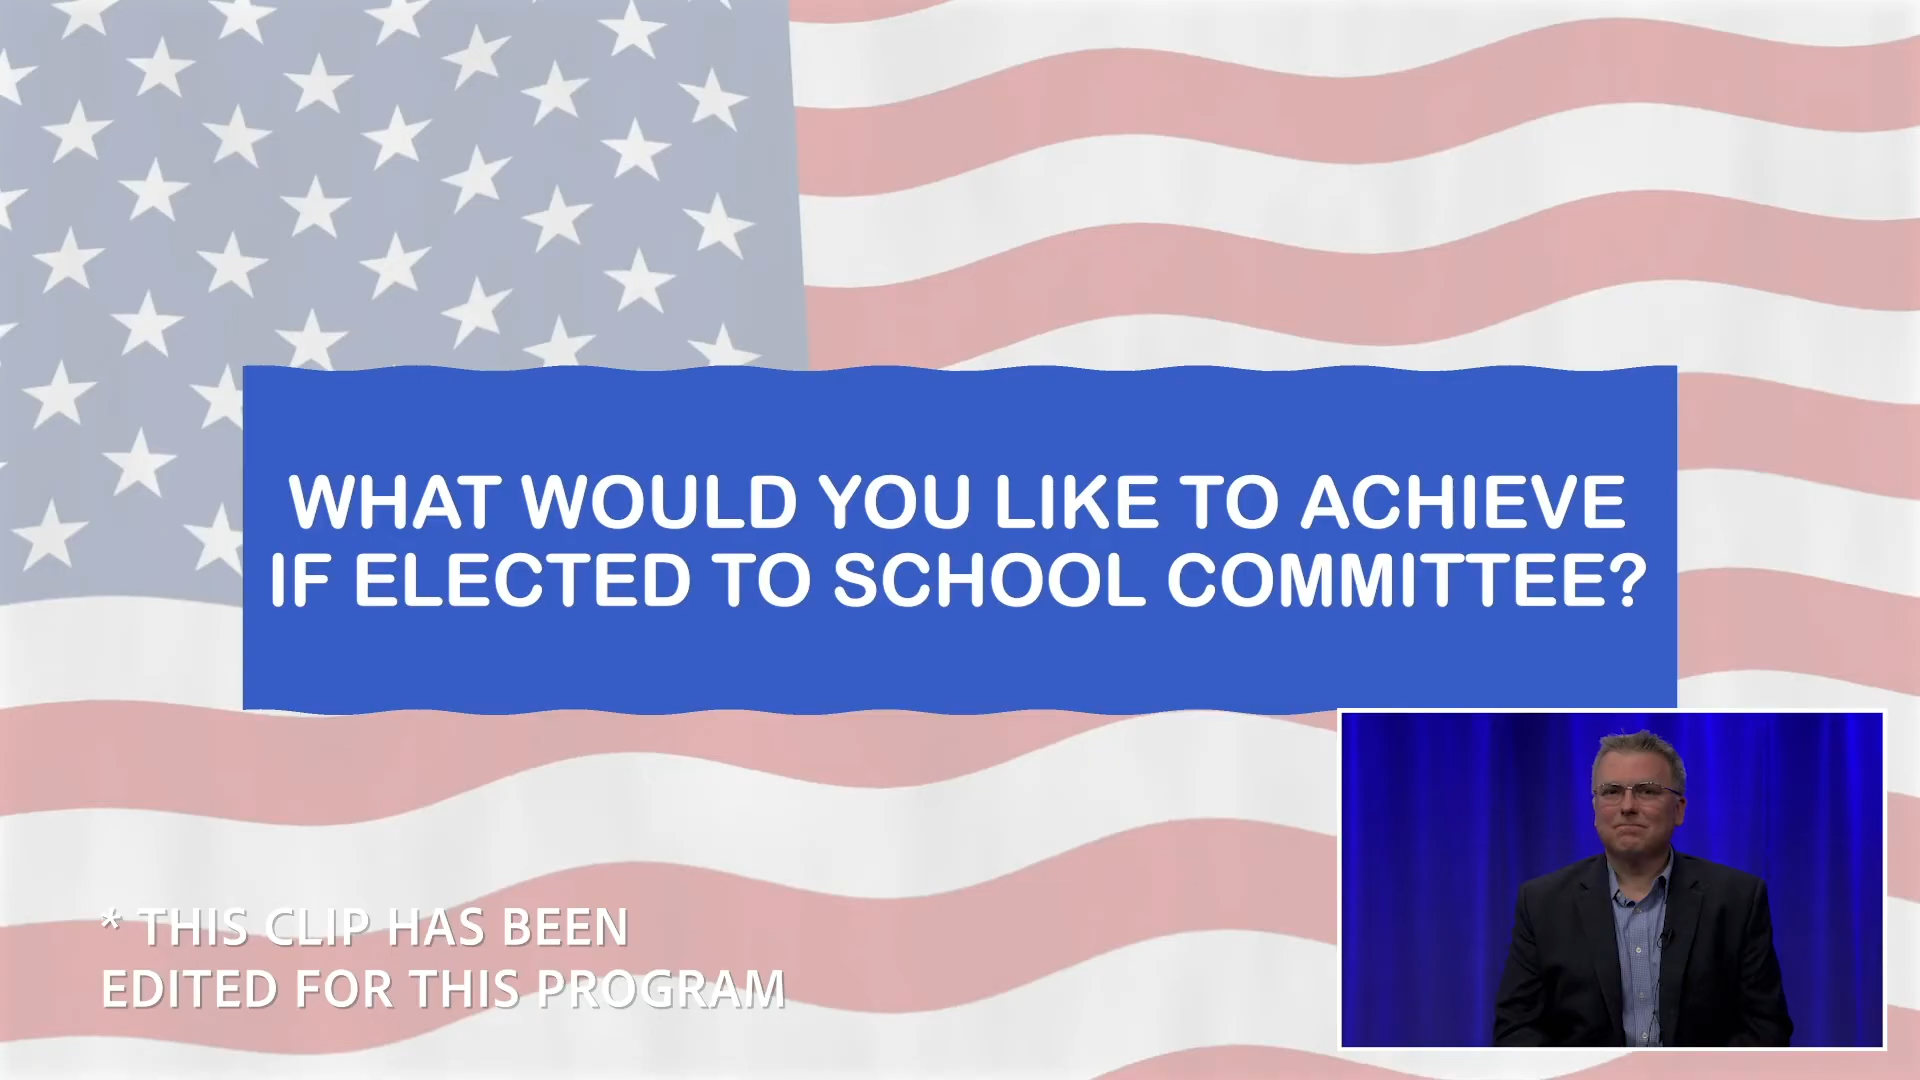 WHAT WOULD YOU LIKE TO ACHIEVE
IF ELECTED TO SCHOOL COMMITTEE?
* THIS CLIP HAS BEEN
EDITED FOR THIS PROGRAM